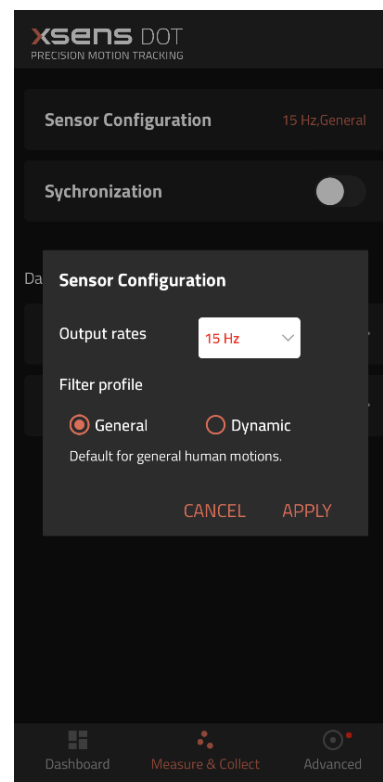 xsens DOT
PRECISION MOTION TRACKING
Sensor Configuration 15 Hz,General
Sychronization
Da
Sensor Configuration
Output rates 15 Hz
Filter profile
General Dynamic
Default for general human motions.
CANCEL APPLY
Dashboard Measure & Collect Advanced